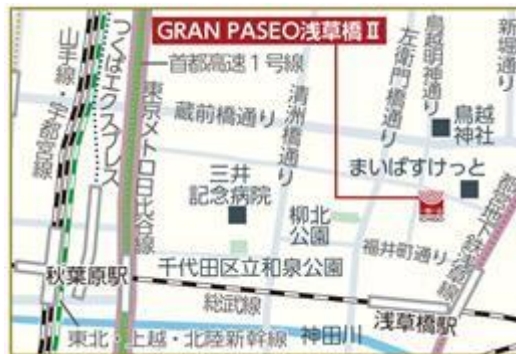 GRAN PASEO浅草橋Ⅱ
山手線・宇都宮線
つくばエクスプレス
首都高速1号線
東京メトロ日比谷線
蔵前橋通り
清洲橋通り
左衛門橋通り
鳥越明神通り
新堀通り
鳥越
神社
まいばすけっと
三井
記念病院
柳北
公園
都営地下鉄浅草線
福井町通り
千代田区立和泉公園
秋葉原駅
総武線
浅草橋駅
東北・上越・北陸新幹線
神田川